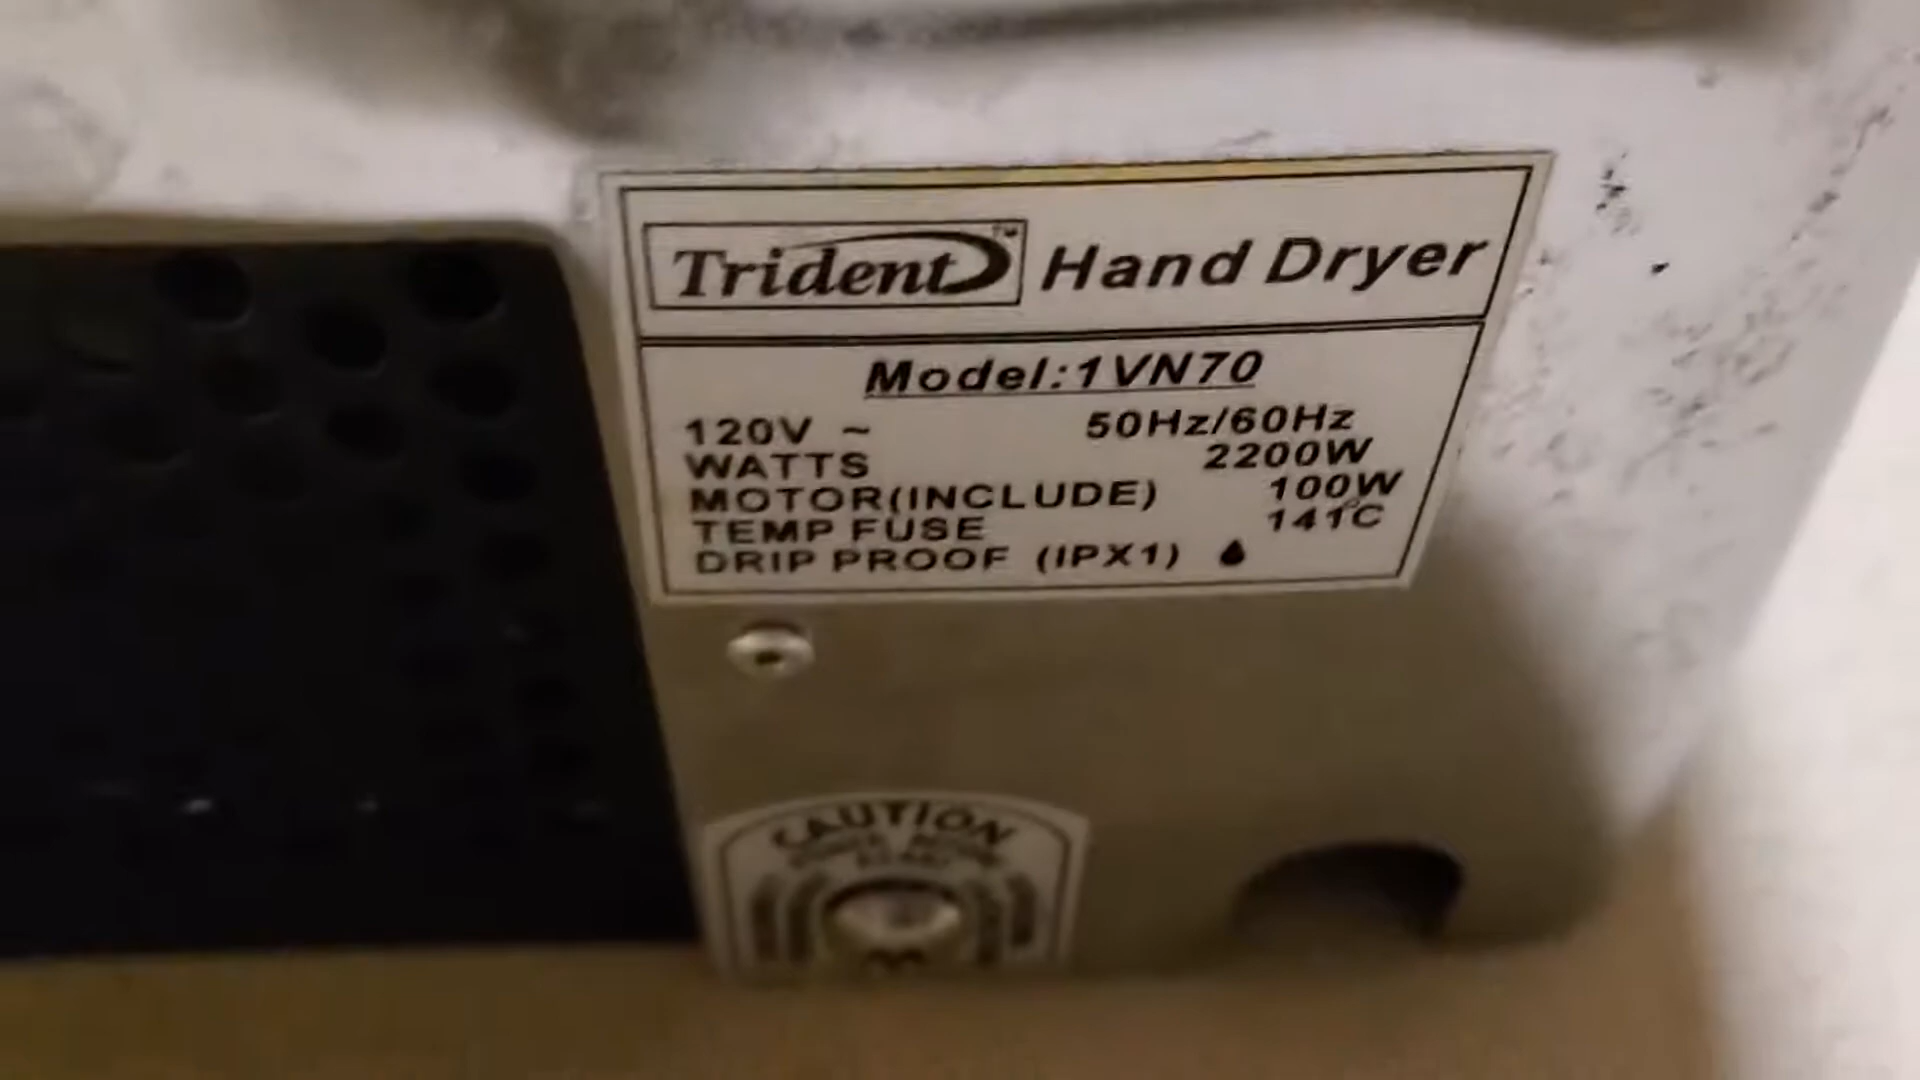 Trident™ Hand Dryer
Model:1VN70
120V ~ 50Hz/60Hz
WATTS 2200W
MOTOR(INCLUDE) 100W
TEMP FUSE 141°C
DRIP PROOF (IPX1)
CAUTION